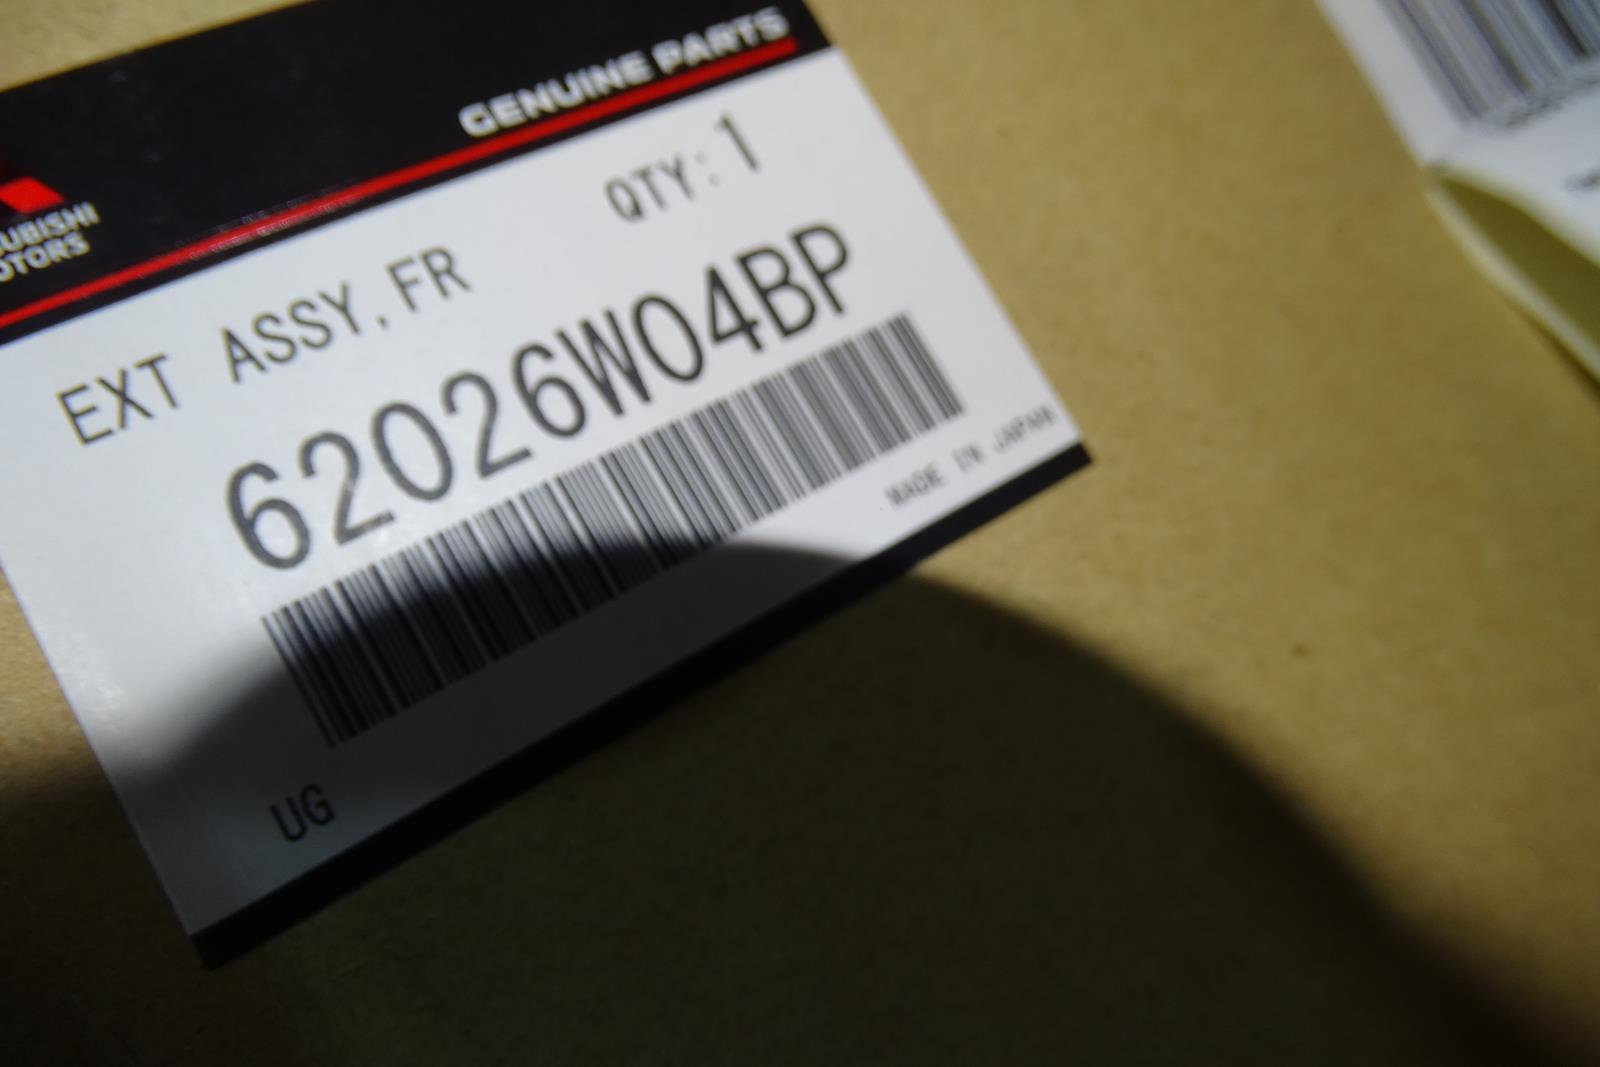 GENUINE PARTS
UBISHI
OTORS
QTY: 1
EXT ASSY, FR
62026W04BP
MADE IN JAPAN
UG